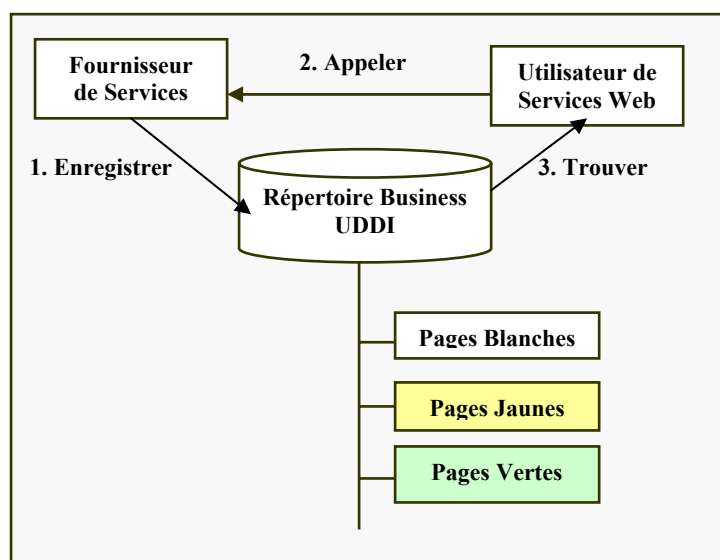 Fournisseur
de Services
2. Appeler
Utilisateur de
Services Web
1. Enregistrer
3. Trouver
Répertoire Business
UDDI
Pages Blanches
Pages Jaunes
Pages Vertes